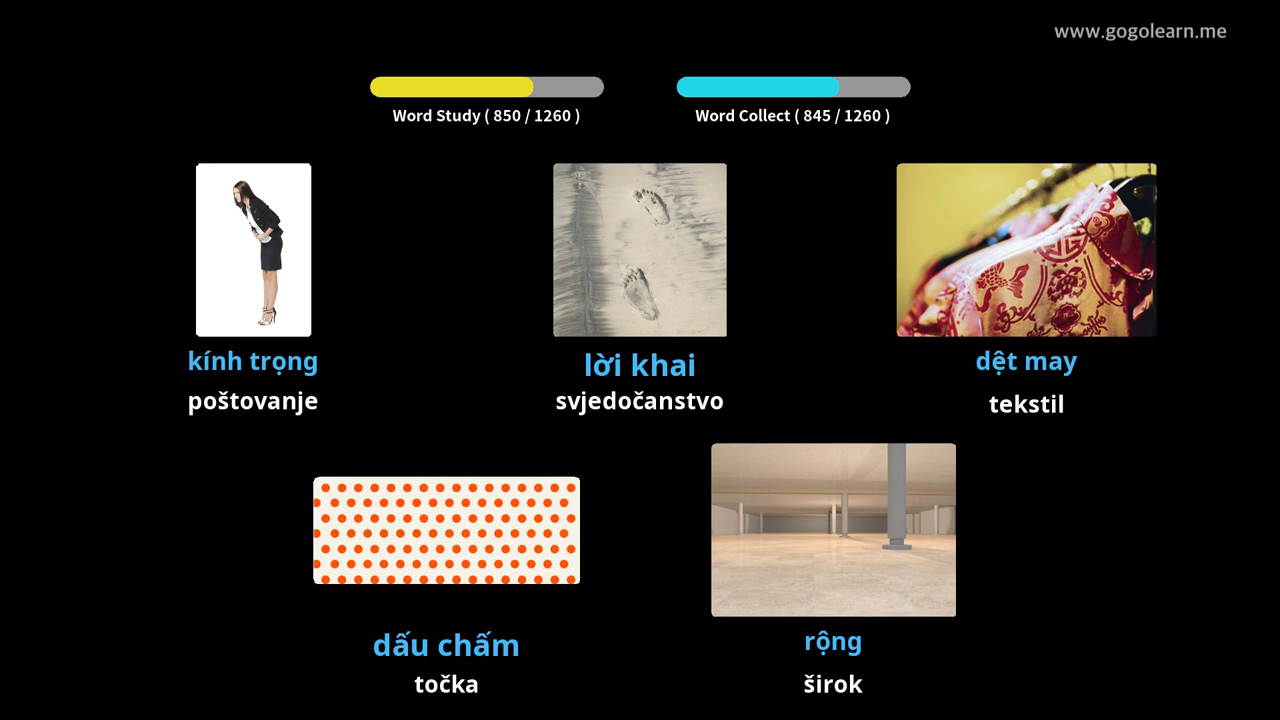 www.gogolearn.me
Word Study ( 850 / 1260 )
Word Collect ( 845 / 1260 )
kính trọng
poštovanje
lời khai
svjedočanstvo
dệt may
tekstil
dấu chấm
točka
rộng
širok